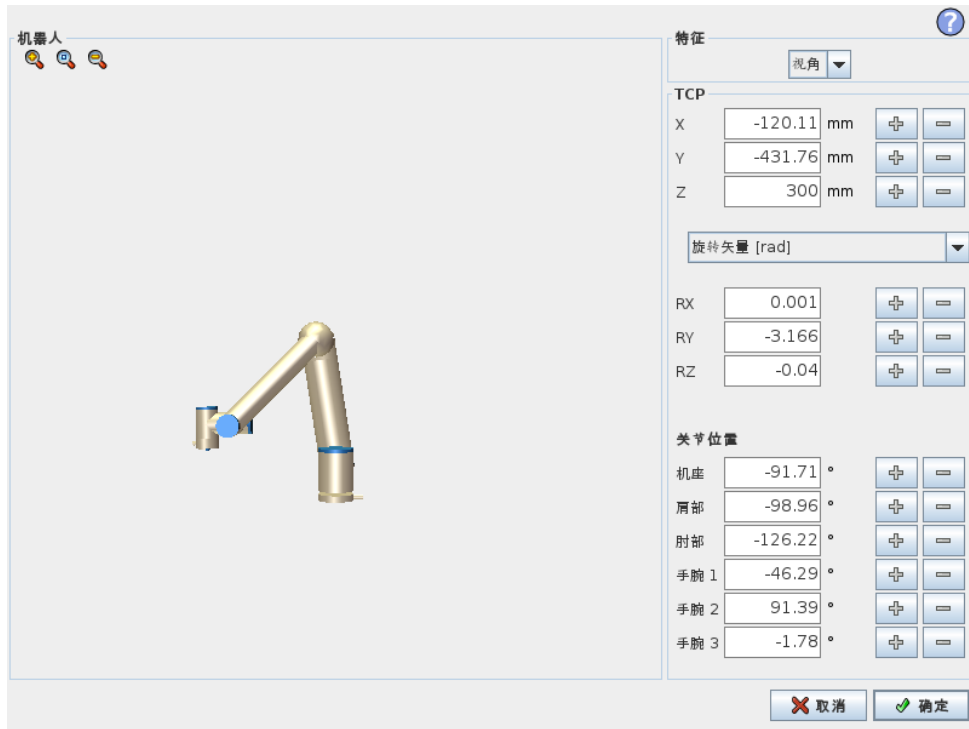 机器人
特征
视角
TCP
X -120.11 mm
Y -431.76 mm
Z 300 mm
旋转矢量 [rad]
RX 0.001
RY -3.166
RZ -0.04
关节位置
机座 -91.71 °
肩部 -98.96 °
肘部 -126.22 °
手腕 1 -46.29 °
手腕 2 91.39 °
手腕 3 -1.78 °
取消 确定